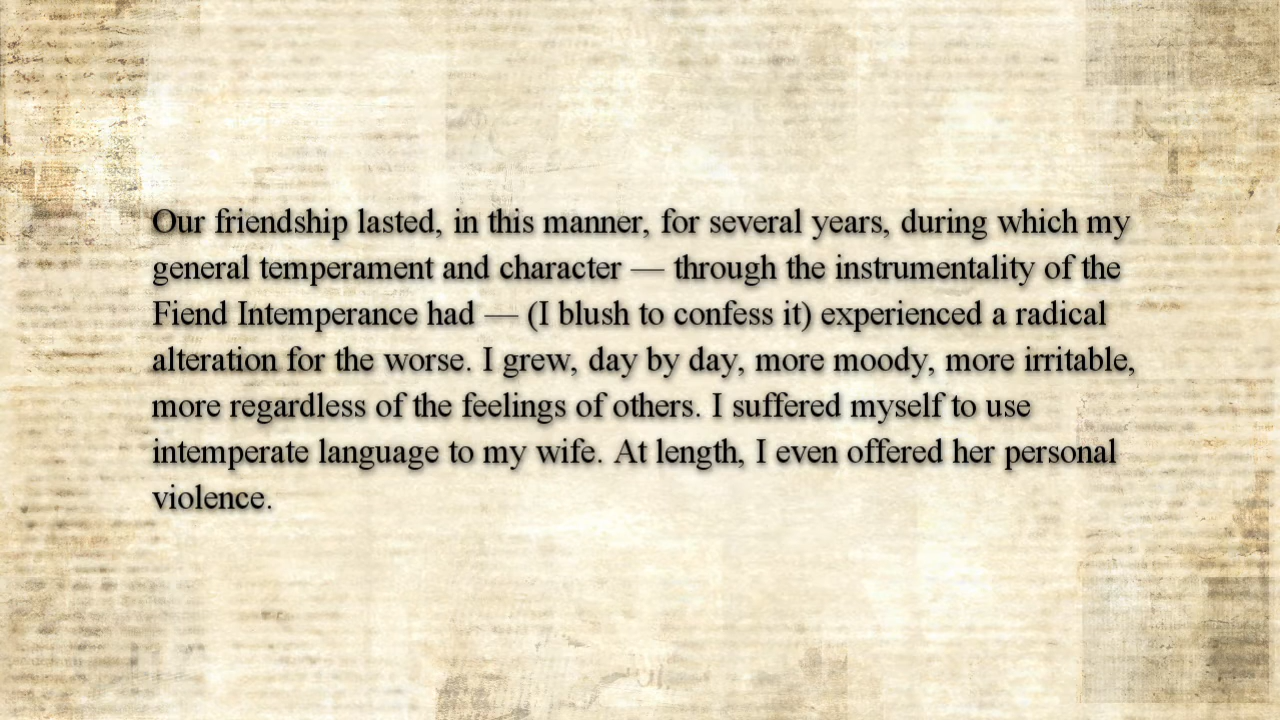 Our friendship lasted, in this manner, for several years, during which my
general temperament and character — through the instrumentality of the
Fiend Intemperance had — (I blush to confess it) experienced a radical
alteration for the worse. I grew, day by day, more moody, more irritable,
more regardless of the feelings of others. I suffered myself to use
intemperate language to my wife. At length, I even offered her personal
violence.